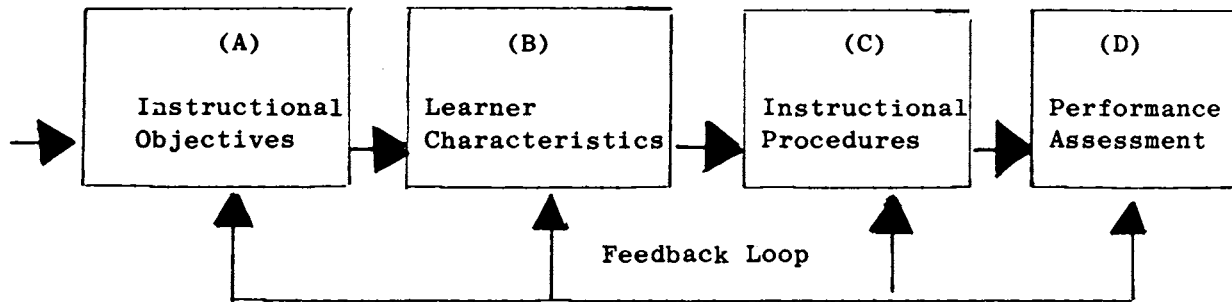 (A)
Instructional
Objectives
(B)
Learner
Characteristics
(C)
Instructional
Procedures
(D)
Performance
Assessment
Feedback Loop